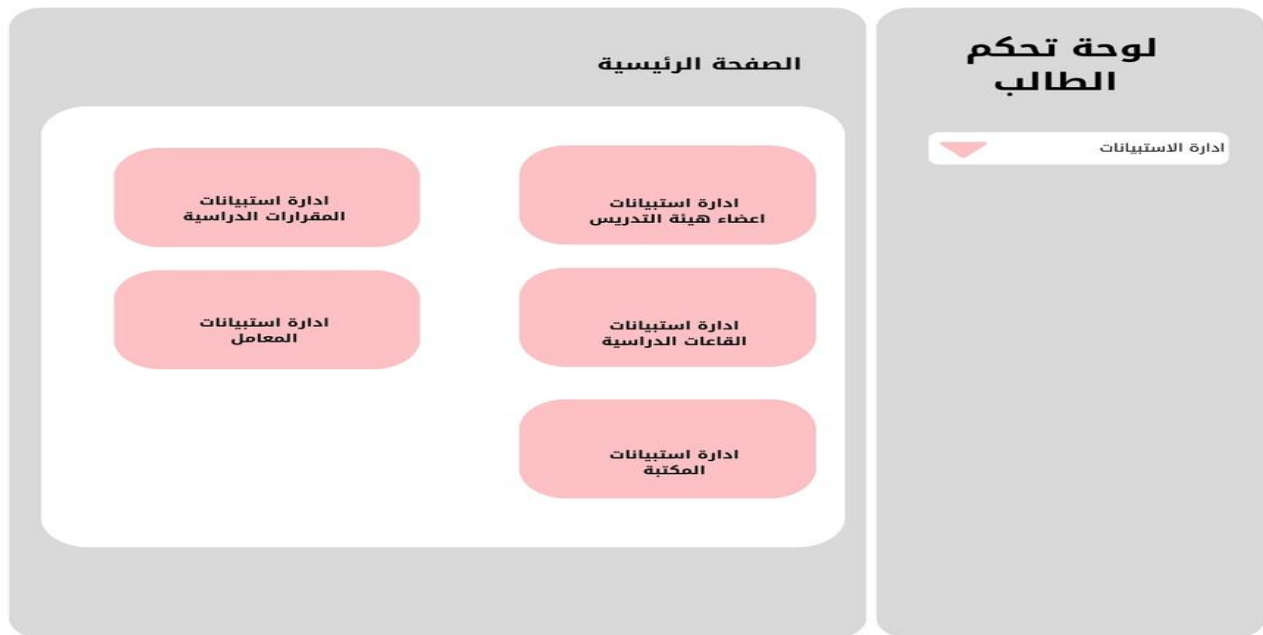 لوحة تحكم
الطالب
ادارة الاستبيانات
الصفحة الرئيسية
ادارة استبيانات
اعضاء هيئة التدريس
ادارة استبيانات
المقرارات الدراسية
ادارة استبيانات
القاعات الدراسية
ادارة استبيانات
المعامل
ادارة استبيانات
المكتبة